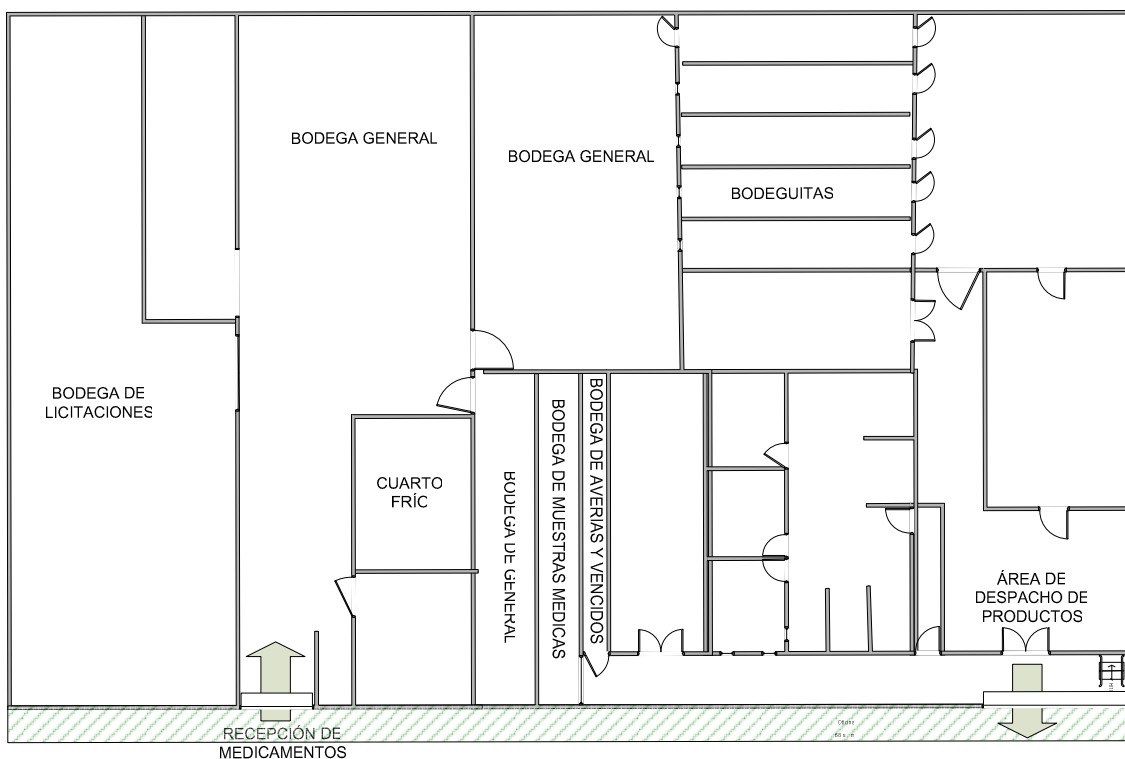 BODEGA GENERAL
BODEGA GENERAL
BODEGUITAS
BODEGA DE
LICITACIONES
CUARTO
FRÍC
BODEGA DE GENERAL
BODEGA DE MUESTRAS MEDICAS
BODEGA DE AVERIAS Y VENCIDOS
ÁREA DE
DESPACHO DE
PRODUCTOS
RECEPCIÓN DE
MEDICAMENTOS